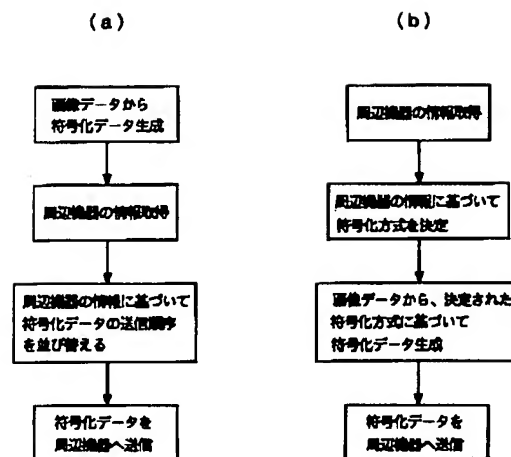 (a)
画像データから
符号化データ生成
周辺機器の情報取得
周辺機器の情報に基づいて
符号化データの送信順序
を並び替える
符号化データを
周辺機器へ送信
(b)
周辺機器の情報取得
周辺機器の情報に基づいて
符号化方式を決定
画像データから、決定された
符号化方式に基づいて
符号化データ生成
符号化データを
周辺機器へ送信